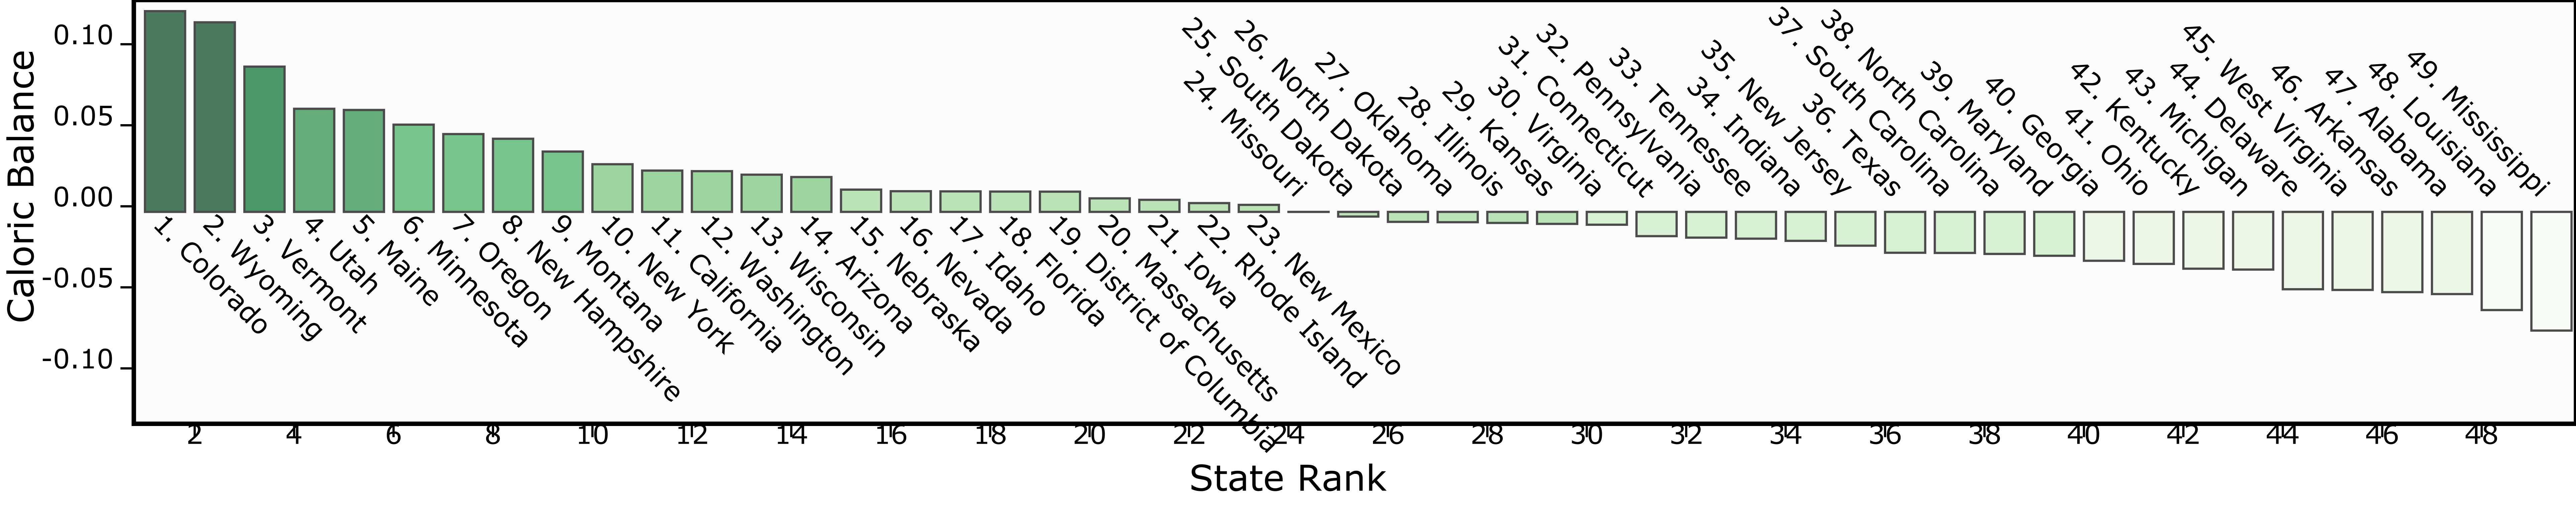 Caloric Balance
0.10
0.05
0.00
-0.05
-0.10
1. Colorado
2. Wyoming
3. Vermont
4. Utah
5. Maine
6. Minnesota
7. Oregon
8. New Hampshire
9. Montana
10. New York
11. California
12. Washington
13. Wisconsin
14. Arizona
15. Nebraska
16. Nevada
17. Idaho
18. Florida
19. District of Columbia
20. Massachusetts
21. Iowa
22. Rhode Island
23. New Mexico
24. Missouri
25. South Dakota
26. North Dakota
27. Oklahoma
28. Illinois
29. Kansas
30. Virginia
31. Connecticut
32. Pennsylvania
33. Tennessee
34. Indiana
35. New Jersey
36. Texas
37. South Carolina
38. North Carolina
39. Maryland
40. Georgia
41. Ohio
42. Kentucky
43. Michigan
44. Delaware
45. West Virginia
46. Arkansas
47. Alabama
48. Louisiana
49. Mississippi
2 4 6 8 10 12 14 16 18 20 22 24 26 28 30 32 34 36 38 40 42 44 46 48
State Rank